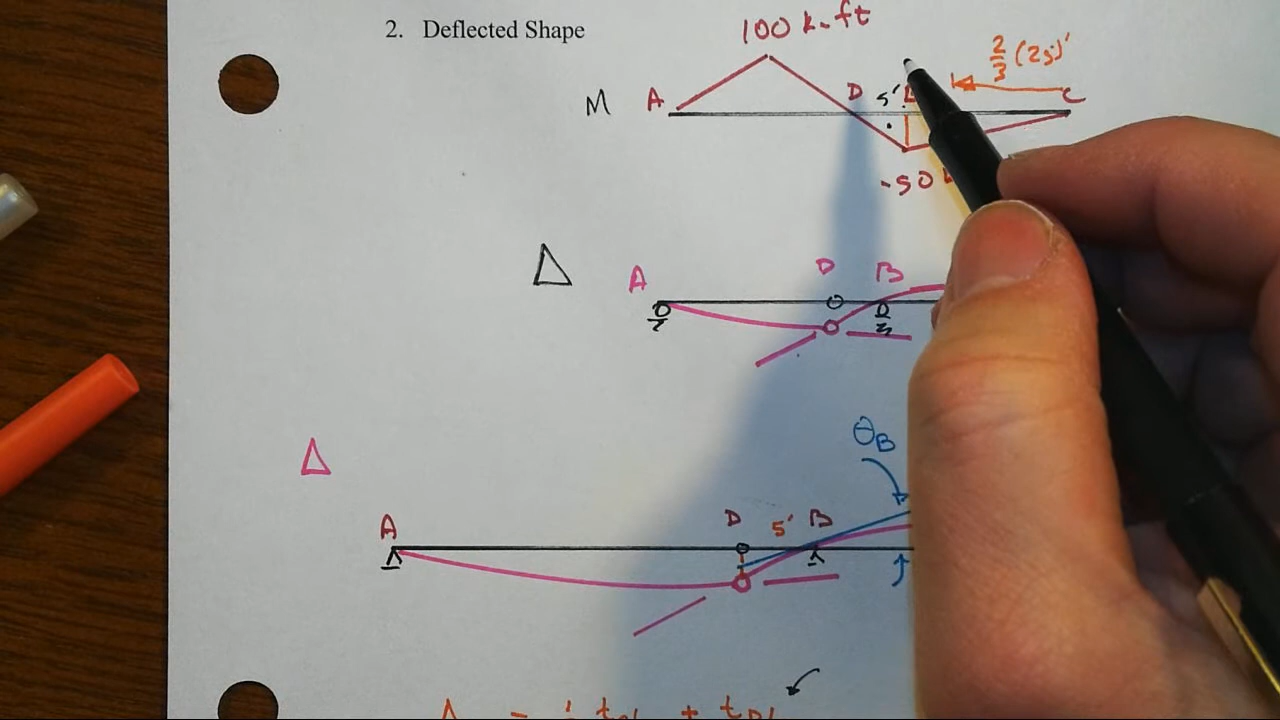 2. Deflected Shape
100 k-ft
2/3 (25)'
M A D 5' C
-50
Δ A D B
θB
Δ
A D 5' B